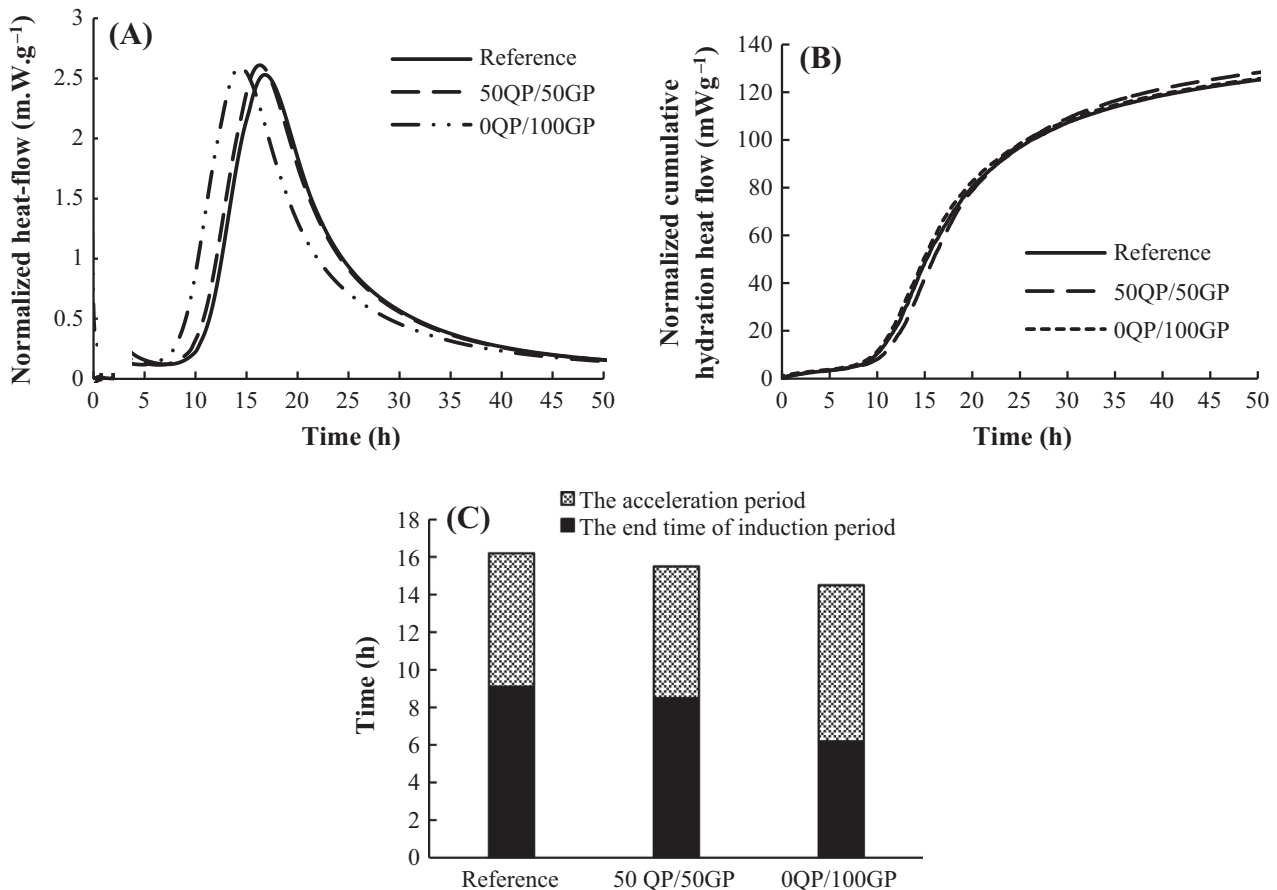 (A)
Normalized heat-flow (m.W.g⁻¹)
3
2.5
2
1.5
1
0.5
0
Reference
50QP/50GP
0QP/100GP
0 5 10 15 20 25 30 35 40 45 50
Time (h)
(B)
Normalized cumulative
hydration heat flow (mWg⁻¹)
140
120
100
80
60
40
20
0
Reference
50QP/50GP
0QP/100GP
0 5 10 15 20 25 30 35 40 45 50
Time (h)
(C)
The acceleration period
The end time of induction period
Time (h)
18
16
14
12
10
8
6
4
2
0
Reference 50 QP/50GP 0QP/100GP